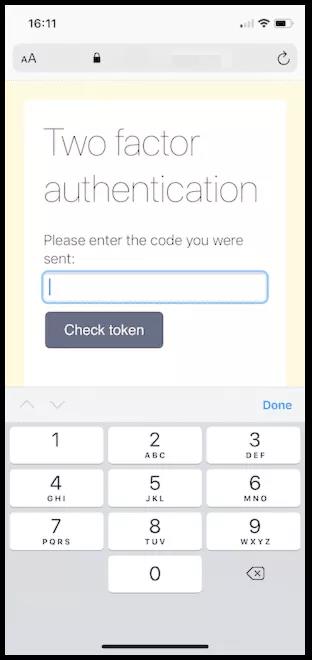 16:11
AA
Two factor
authentication
Please enter the code you were
sent:
Check token
Done
1
2
ABC
3
DEF
4
GHI
5
JKL
6
MNO
7
PQRS
8
TUV
9
WXYZ
0